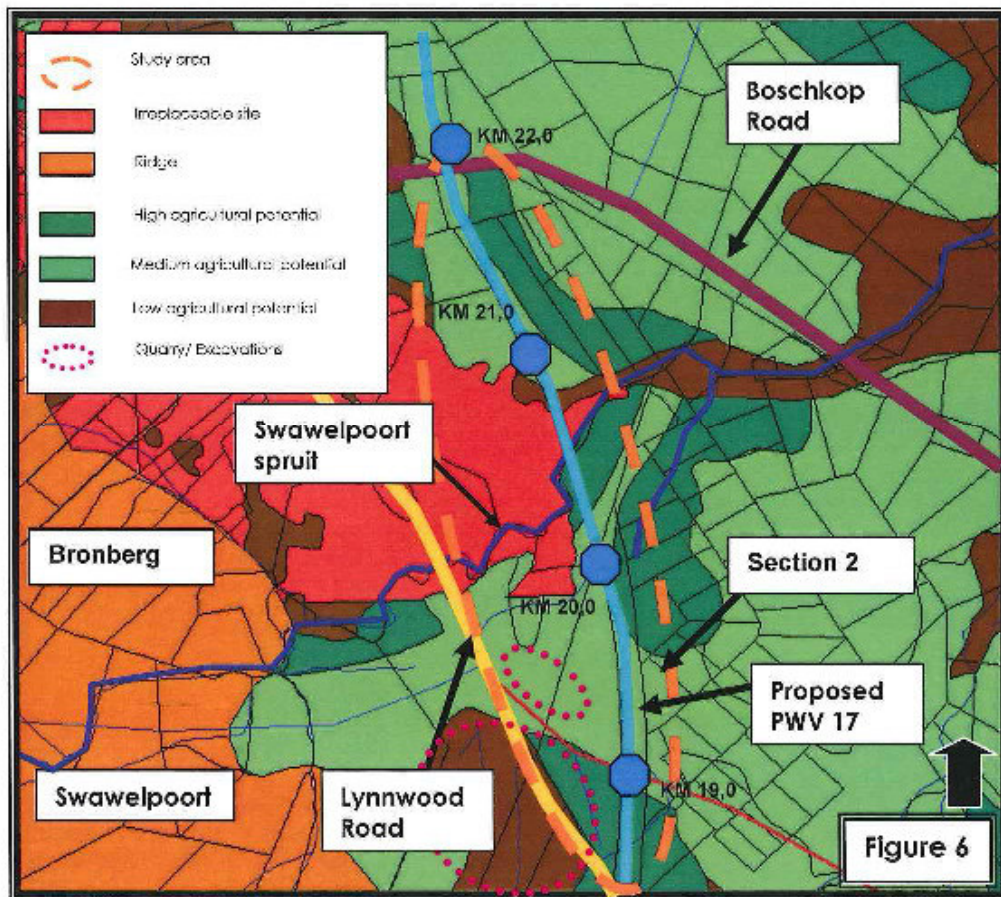 Study area
Irreplaceable site
Ridge
High agricultural potential
Medium agricultural potential
Low agricultural potential
Quarry/ Excavations
Boschkop
Road
KM 22,0
KM 21,0
Swawelpoort
spruit
Bronberg
Section 2
KM 20,0
Proposed
PWV 17
Swawelpoort
Lynnwood
Road
KM 19,0
Figure 6